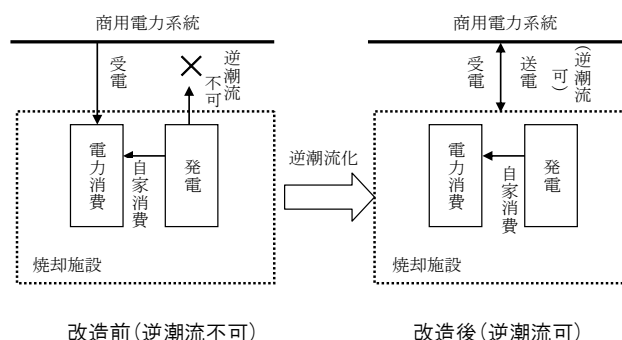 商用電力系統
受電
逆潮流
不可
電力消費
自家消費
発電
焼却施設
逆潮流化
商用電力系統
受電
送電
(逆潮流
可)
電力消費
自家消費
発電
焼却施設
改造前(逆潮流不可)
改造後(逆潮流可)